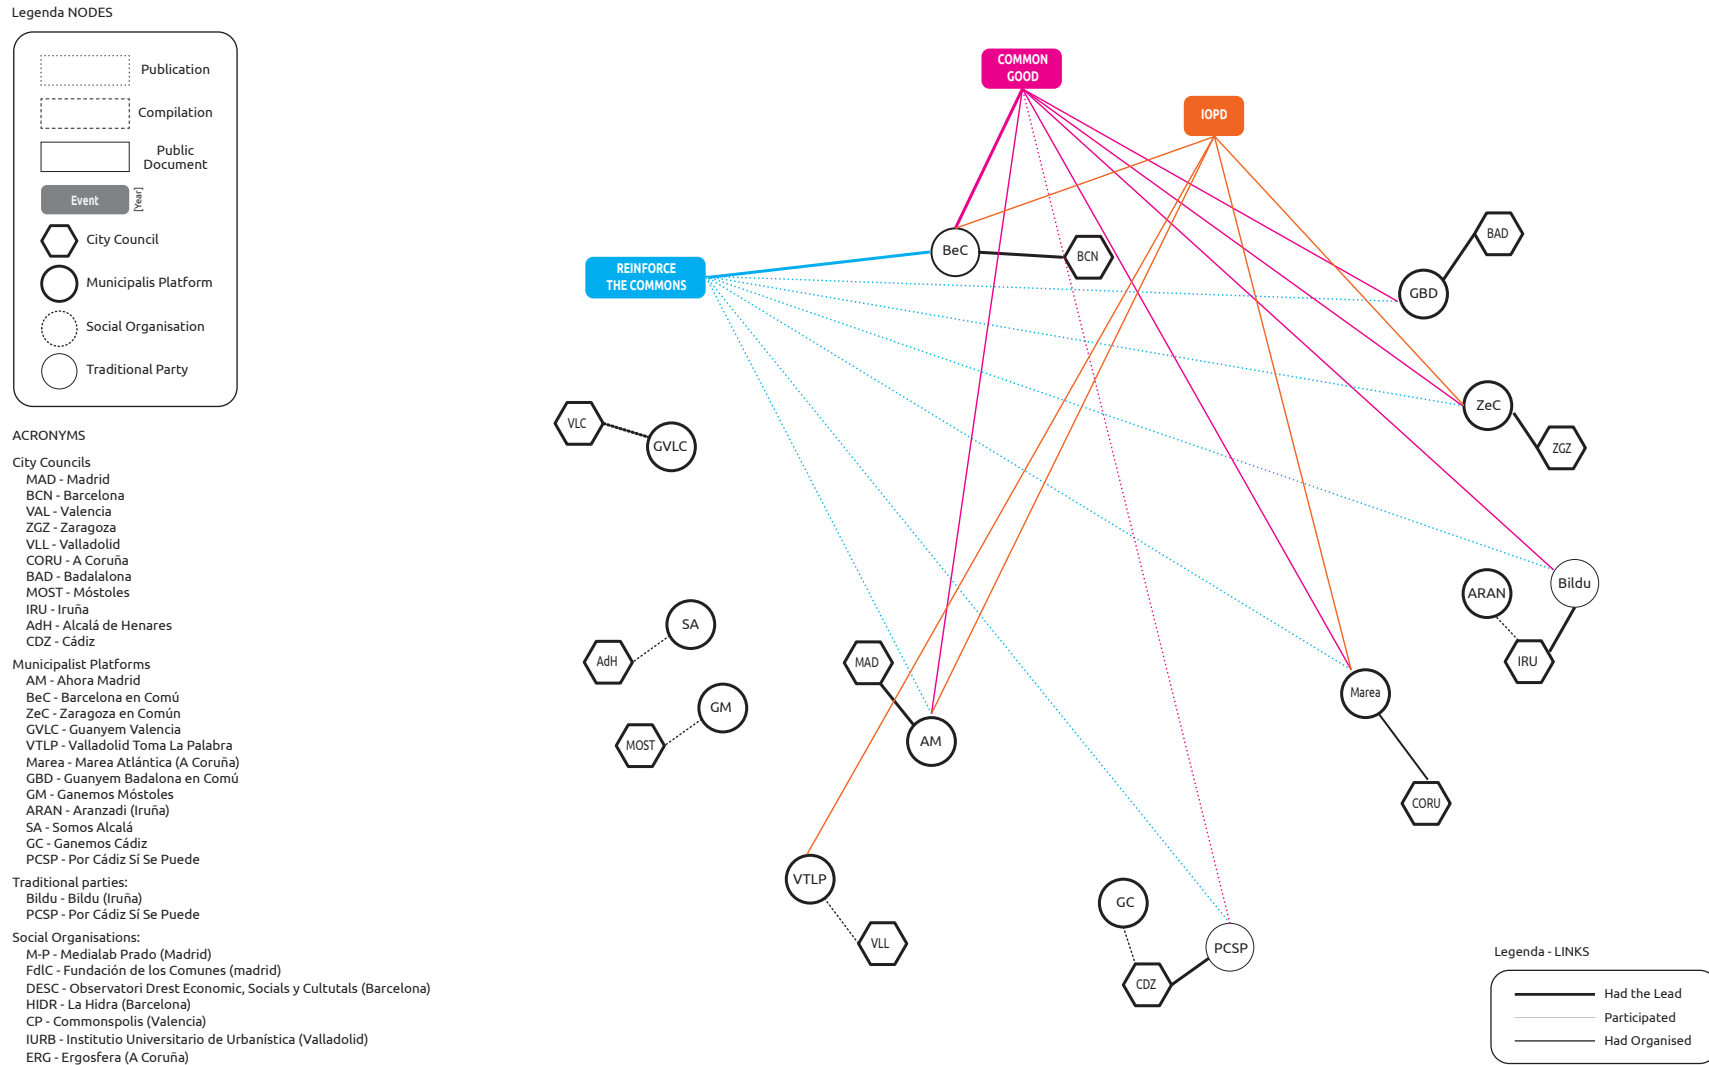 Legenda NODES
Publication
Compilation
Public
Document
Event
[Year]
City Council
Municipalis Platform
Social Organisation
Traditional Party
ACRONYMS
City Councils
MAD - Madrid
BCN - Barcelona
VAL - Valencia
ZGZ - Zaragoza
VLL - Valladolid
CORU - A Coruña
BAD - Badalalona
MOST - Móstoles
IRU - Iruña
AdH - Alcalá de Henares
CDZ - Cádiz
Municipalist Platforms
AM - Ahora Madrid
BeC - Barcelona en Comú
ZeC - Zaragoza en Común
GVLC - Guanyem Valencia
VTLP - Valladolid Toma La Palabra
Marea - Marea Atlántica (A Coruña)
GBD - Guanyem Badalona en Comú
GM - Ganemos Móstoles
ARAN - Aranzadi (Iruña)
SA - Somos Alcalá
GC - Ganemos Cádiz
PCSP - Por Cádiz Sí Se Puede
Traditional parties:
Bildu - Bildu (Iruña)
PCSP - Por Cádiz Sí Se Puede
Social Organisations:
M-P - Medialab Prado (Madrid)
FdlC - Fundación de los Comunes (madrid)
DESC - Observatori Drest Economic, Socials y Cultutals (Barcelona)
HIDR - La Hidra (Barcelona)
CP - Commonspolis (Valencia)
IURB - Institutio Universitario de Urbanística (Valladolid)
ERG - Ergosfera (A Coruña)
COMMON
GOOD
IOPD
REINFORCE
THE COMMONS
BeC
BCN
BAD
GBD
ZeC
ZGZ
VLC
GVLC
Bildu
ARAN
IRU
SA
AdH
MAD
Marea
GM
MOST
AM
CORU
VTLP
VLL
GC
PCSP
CDZ
Legenda - LINKS
Had the Lead
Participated
Had Organised